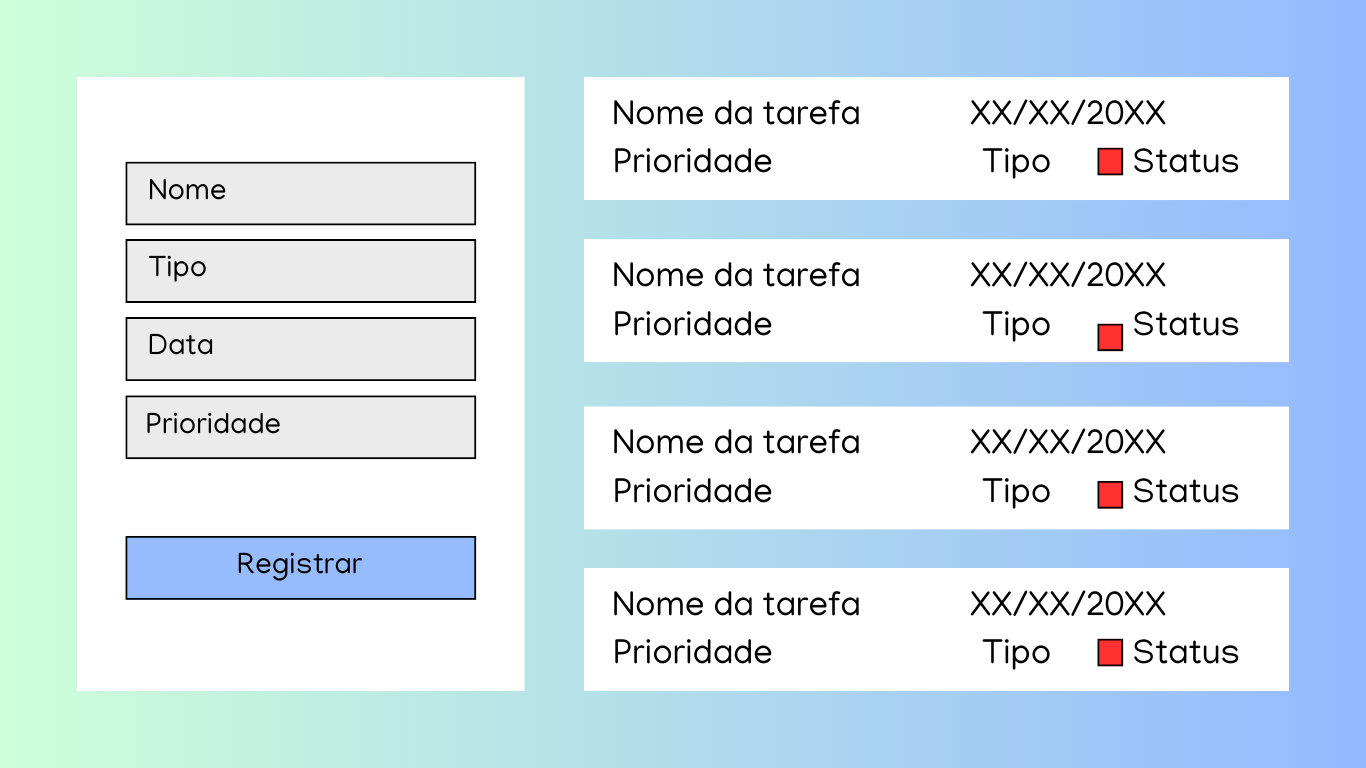 Nome
Tipo
Data
Prioridade
Registrar
Nome da tarefa XX/XX/20XX
Prioridade Tipo Status
Nome da tarefa XX/XX/20XX
Prioridade Tipo Status
Nome da tarefa XX/XX/20XX
Prioridade Tipo Status
Nome da tarefa XX/XX/20XX
Prioridade Tipo Status